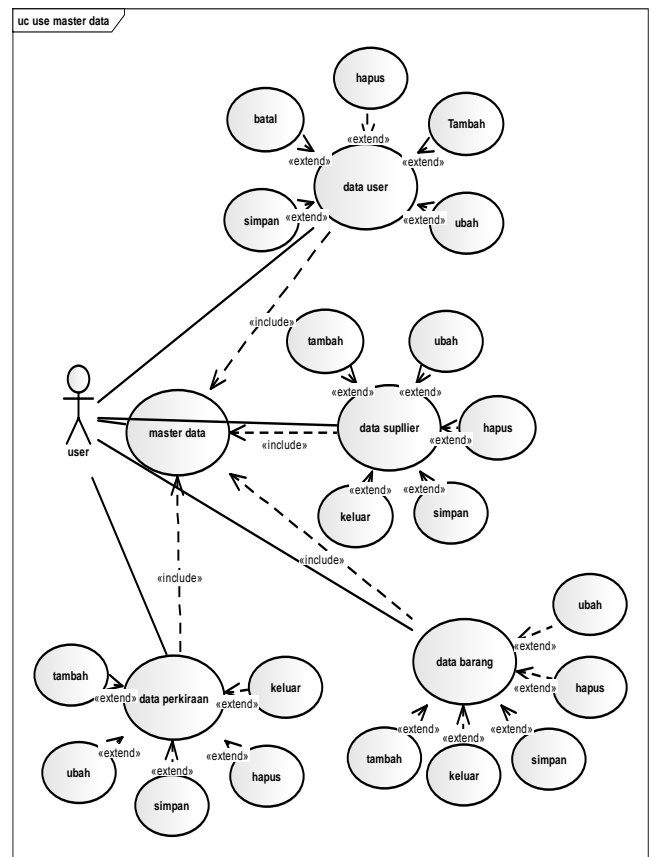 uc use master data
hapus
batal
Tambah
«extend»
«extend»
«extend»
data user
simpan
«extend»
«extend»
ubah
«include»
tambah
ubah
«extend»
«extend»
user
master data
«include»
data supllier
hapus
«extend»
«extend»
«extend»
keluar
simpan
«include»
«include»
ubah
«extend»
data barang
hapus
«extend»
«extend»
«extend»
«extend»
tambah
keluar
simpan
tambah
«extend»
data perkiraan
keluar
«extend»
«extend»
«extend»
«extend»
ubah
simpan
hapus